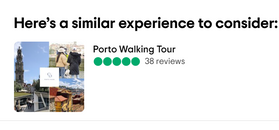 Here's a similar experience to consider:
Porto Walking Tour
38 reviews